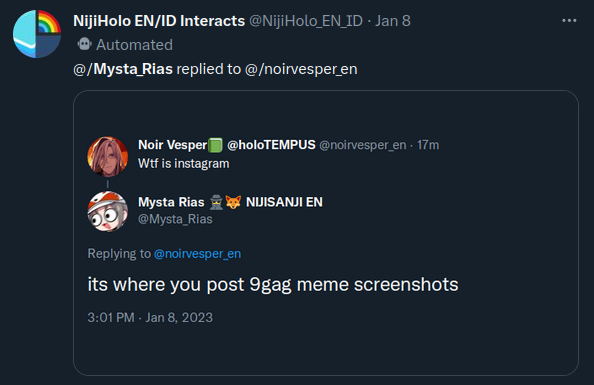 NijiHolo EN/ID Interacts @NijiHolo_EN_ID · Jan 8
Automated
@/Mysta_Rias replied to @/noirvesper_en
Noir Vesper📗 @holoTEMPUS @noirvesper_en · 17m
Wtf is instagram
Mysta Rias 🕵🦊 NIJISANJI EN
@Mysta_Rias
Replying to @noirvesper_en
its where you post 9gag meme screenshots
3:01 PM · Jan 8, 2023